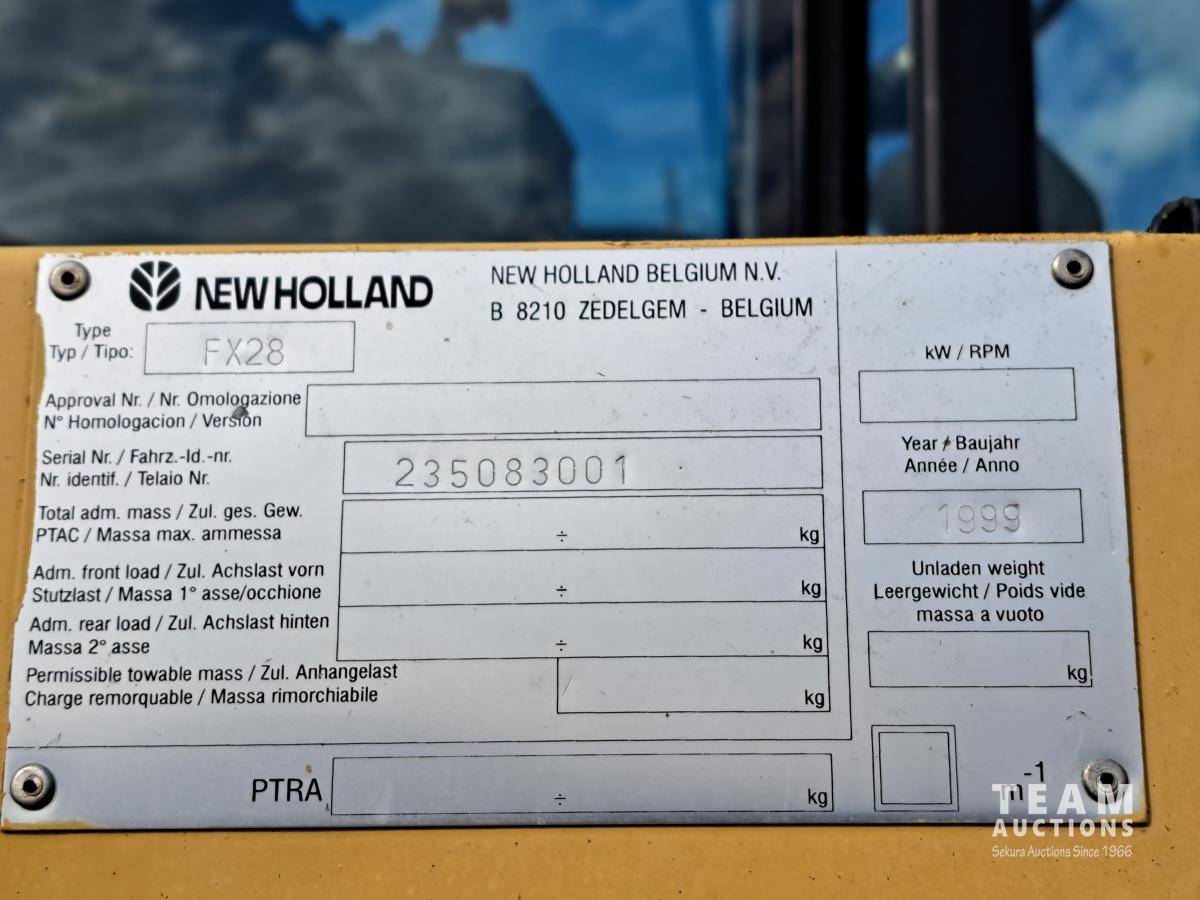 NEW HOLLAND
NEW HOLLAND BELGIUM N.V.
B 8210 ZEDELGEM - BELGIUM
Type
Typ / Tipo:
FX28
Approval Nr. / Nr. Omologazione
N° Homologacion / Version
Serial Nr. / Fahrz.-Id.-nr.
Nr. identif. / Telaio Nr.
235083001
Total adm. mass / Zul. ges. Gew.
PTAC / Massa max. ammessa
÷ kg
Adm. front load / Zul. Achslast vorn
Stutzlast / Massa 1° asse/occhione
÷ kg
Adm. rear load / Zul. Achslast hinten
Massa 2° asse
÷ kg
Permissible towable mass / Zul. Anhangelast
Charge remorquable / Massa rimorchiabile
kg
PTRA
÷ kg
kW / RPM
Year / Baujahr
Année / Anno
1999
Unladen weight
Leergewicht / Poids vide
massa a vuoto
kg
m-1
TEAM
AUCTIONS
Sekura Auctions Since 1966